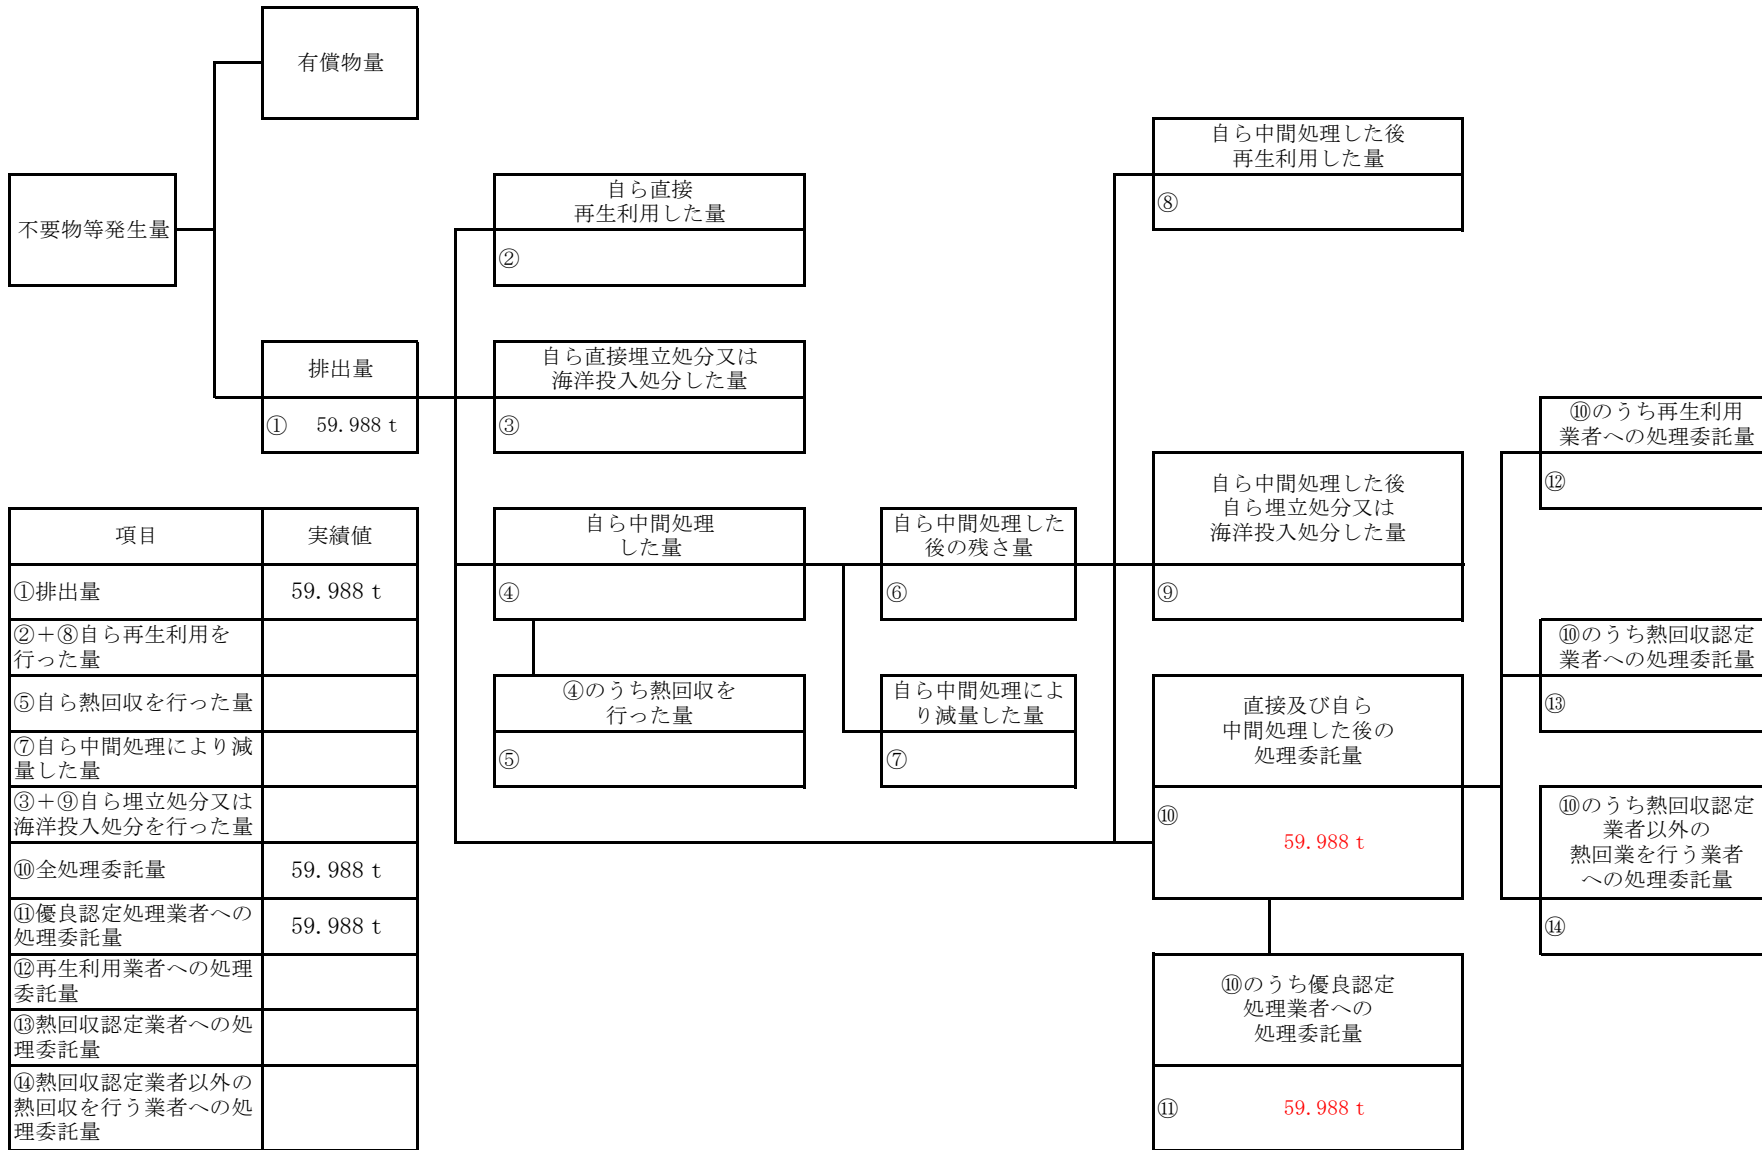 有償物量
不要物等発生量
排出量
① 59.988 t
自ら直接
再生利用した量
②
自ら直接埋立処分又は
海洋投入処分した量
③
自ら中間処理
した量
④
④のうち熱回収を
行った量
⑤
自ら中間処理した
後の残さ量
⑥
自ら中間処理によ
り減量した量
⑦
自ら中間処理した後
再生利用した量
⑧
自ら中間処理した後
自ら埋立処分又は
海洋投入処分した量
⑨
直接及び自ら
中間処理した後の
処理委託量
⑩
59.988 t
⑩のうち優良認定
処理業者への
処理委託量
⑪ 59.988 t
⑩のうち再生利用
業者への処理委託量
⑫
⑩のうち熱回収認定
業者への処理委託量
⑬
⑩のうち熱回収認定
業者以外の
熱回業を行う業者
への処理委託量
⑭
項目 実績値
①排出量 59.988 t
②＋⑧自ら再生利用を
行った量
⑤自ら熱回収を行った量
⑦自ら中間処理により減
量した量
③＋⑨自ら埋立処分又は
海洋投入処分を行った量
⑩全処理委託量 59.988 t
⑪優良認定処理業者への
処理委託量 59.988 t
⑫再生利用業者への処理
委託量
⑬熱回収認定業者への処
理委託量
⑭熱回収認定業者以外の
熱回収を行う業者への処
理委託量